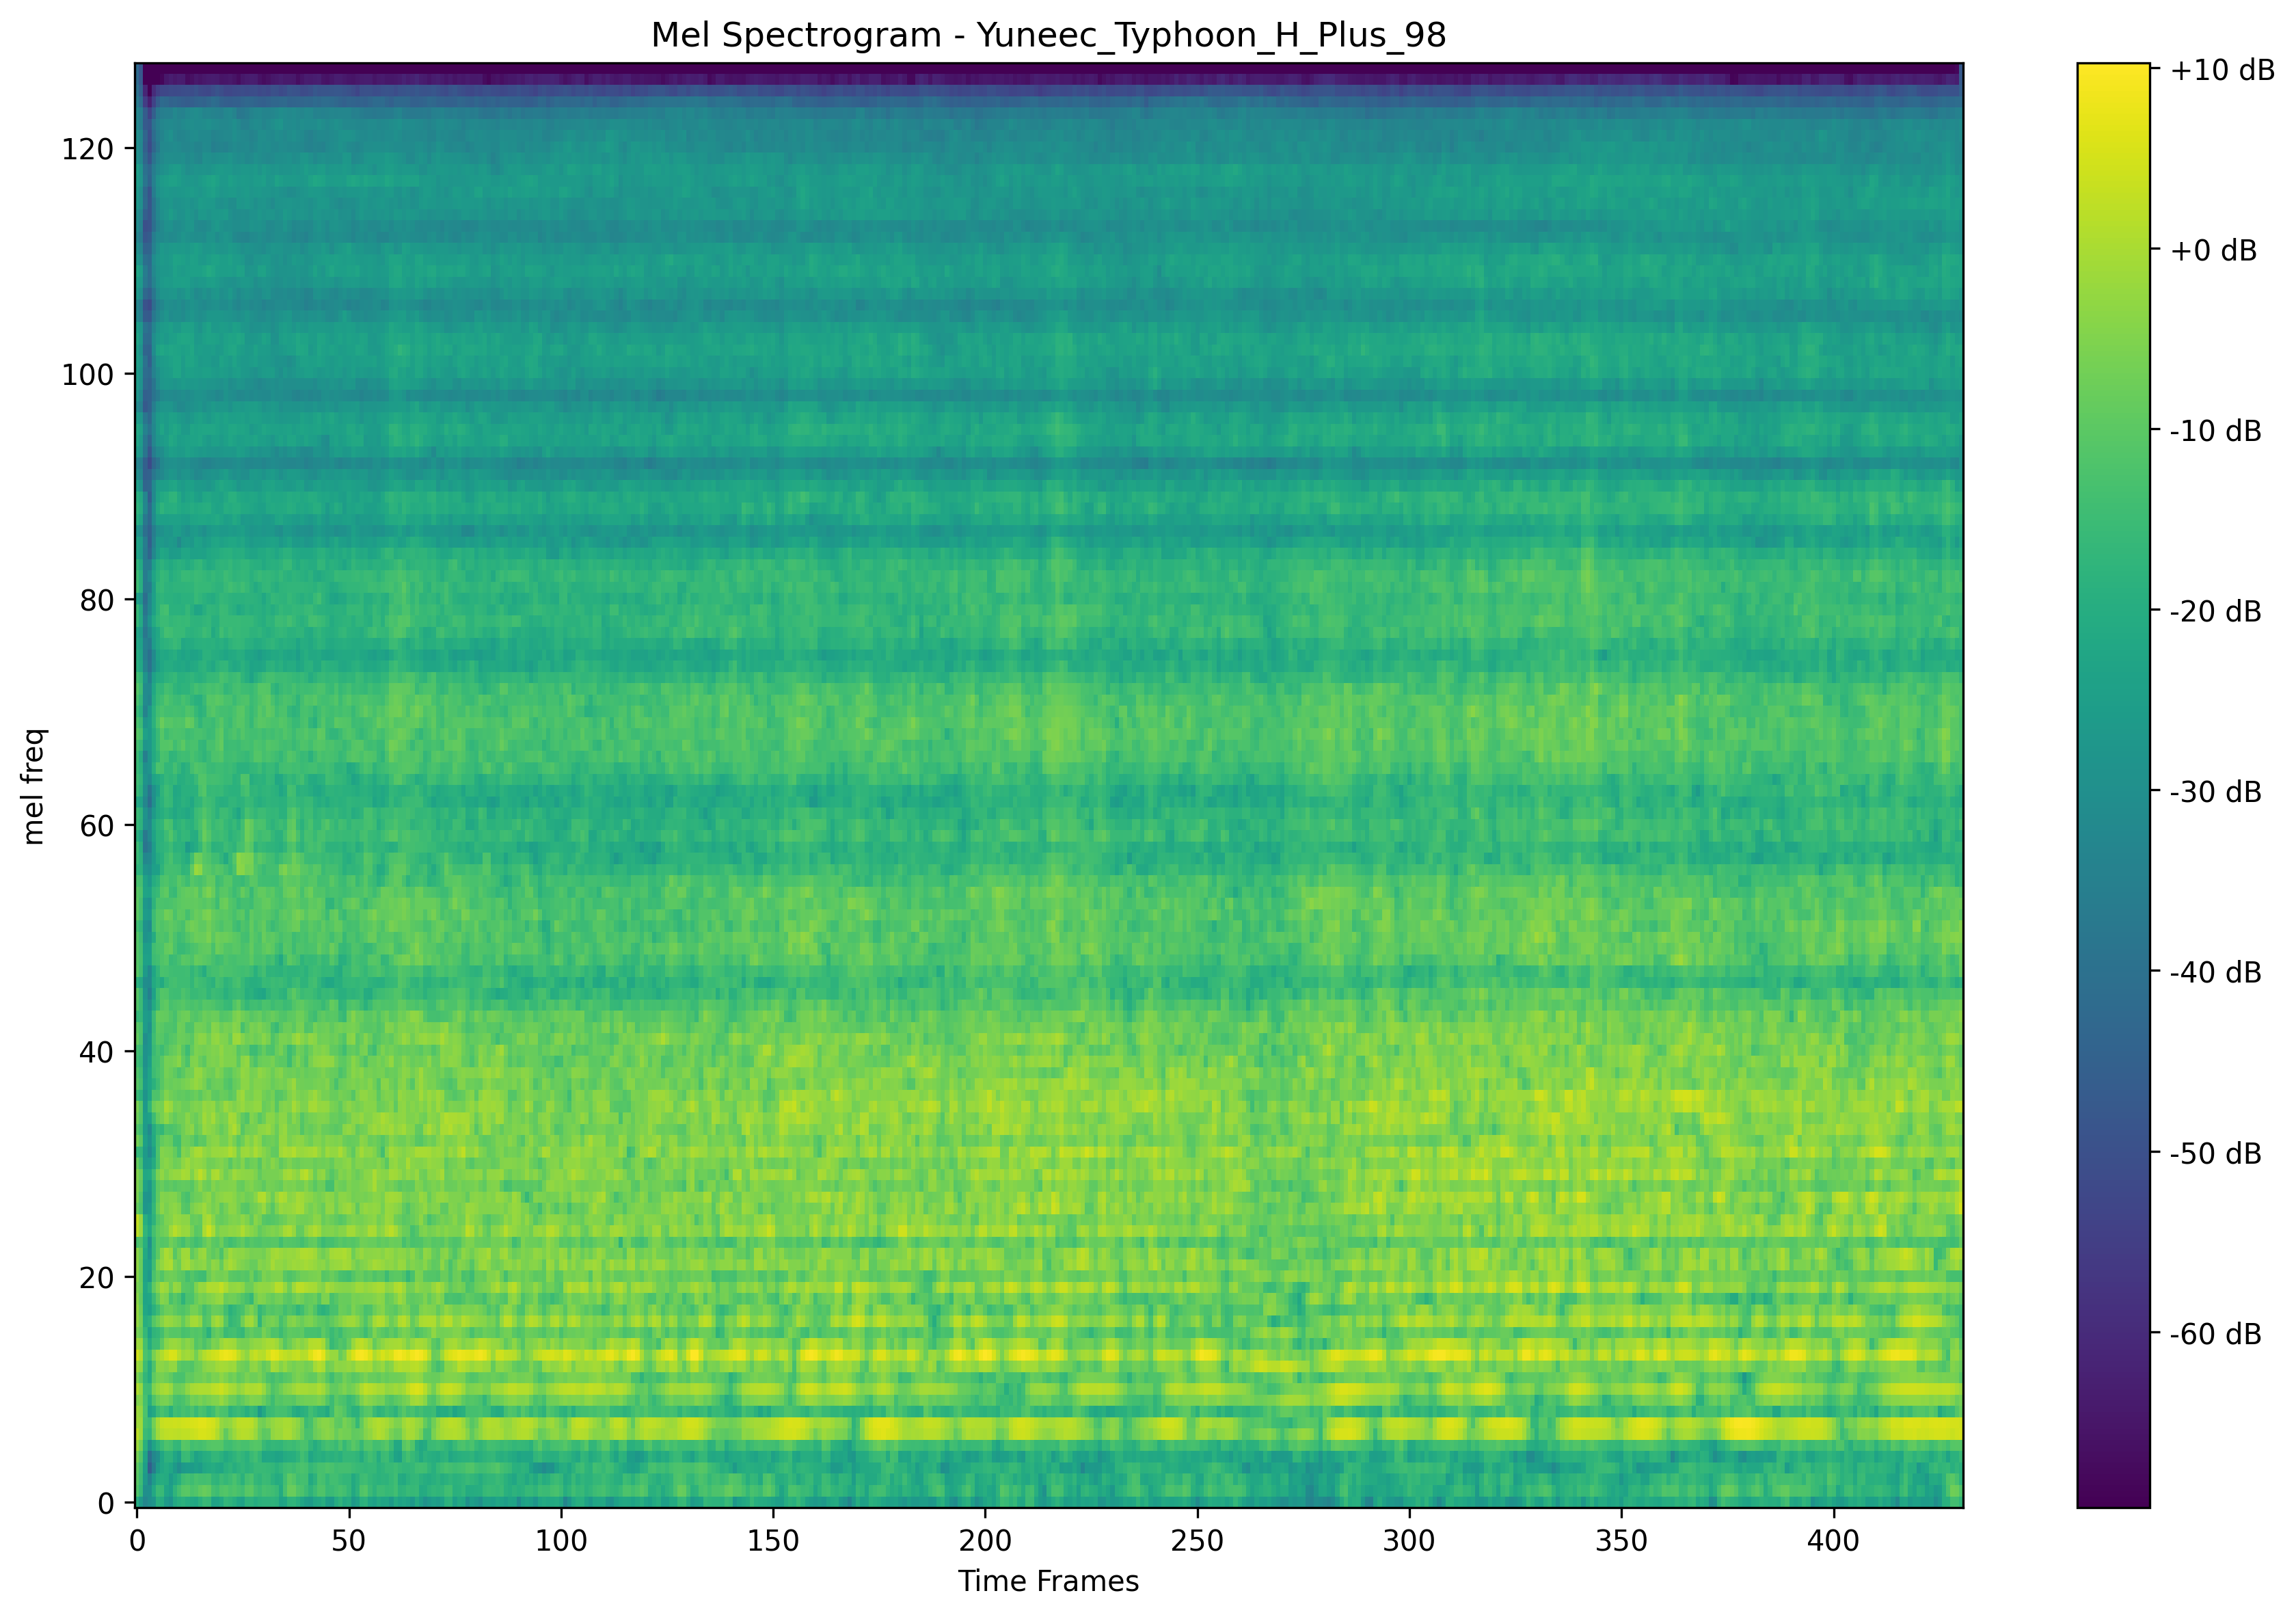 Mel Spectrogram - Yuneec_Typhoon_H_Plus_98
mel freq
120
100
80
60
40
20
0
0 50 100 150 200 250 300 350 400
Time Frames
+10 dB
+0 dB
-10 dB
-20 dB
-30 dB
-40 dB
-50 dB
-60 dB